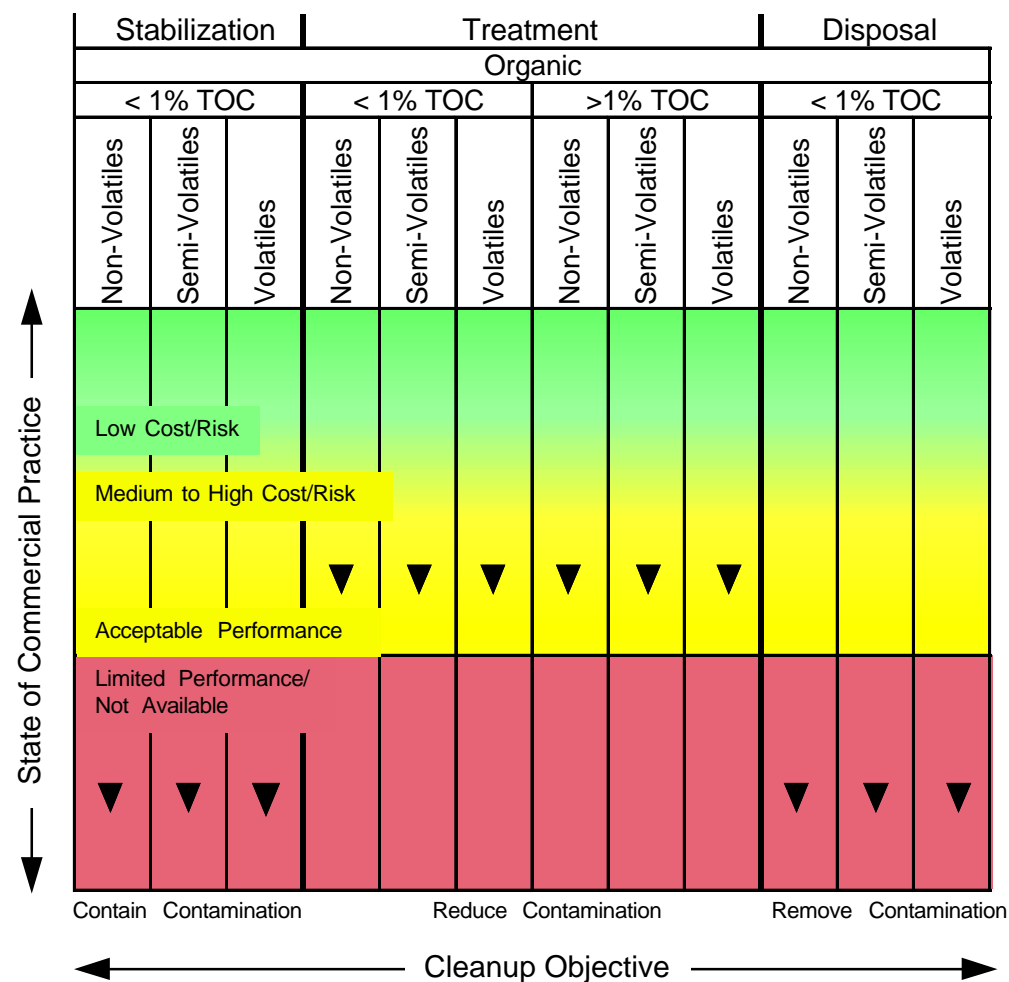 Stabilization Treatment Disposal
Organic
< 1% TOC < 1% TOC >1% TOC < 1% TOC
Non-Volatiles
Semi-Volatiles
Volatiles
Non-Volatiles
Semi-Volatiles
Volatiles
Non-Volatiles
Semi-Volatiles
Volatiles
Non-Volatiles
Semi-Volatiles
Volatiles
State of Commercial Practice
Low Cost/Risk
Medium to High Cost/Risk
Acceptable Performance
Limited Performance/
Not Available
Contain Contamination Reduce Contamination Remove Contamination
Cleanup Objective